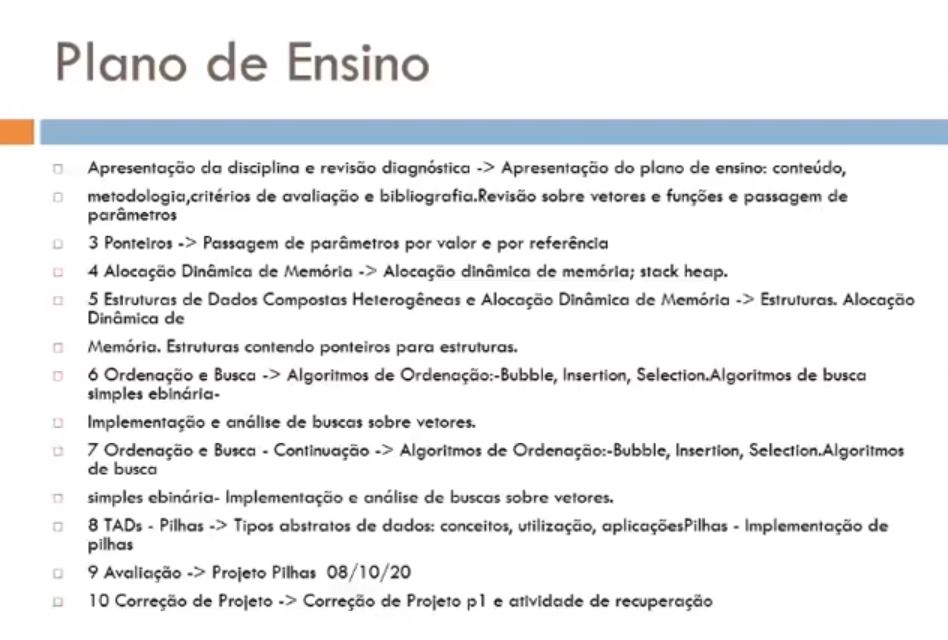 Plano de Ensino
Apresentação da disciplina e revisão diagnóstica -> Apresentação do plano de ensino: conteúdo,
metodologia,critérios de avaliação e bibliografia.Revisão sobre vetores e funções e passagem de
parâmetros
3 Ponteiros -> Passagem de parâmetros por valor e por referência
4 Alocação Dinâmica de Memória -> Alocação dinâmica de memória; stack heap.
5 Estruturas de Dados Compostas Heterogêneas e Alocação Dinâmica de Memória -> Estruturas. Alocação
Dinâmica de
Memória. Estruturas contendo ponteiros para estruturas.
6 Ordenação e Busca -> Algoritmos de Ordenação:-Bubble, Insertion, Selection.Algoritmos de busca
simples ebinária-
Implementação e análise de buscas sobre vetores.
7 Ordenação e Busca - Continuação -> Algoritmos de Ordenação:-Bubble, Insertion, Selection.Algoritmos
de busca
simples ebinária- Implementação e análise de buscas sobre vetores.
8 TADs - Pilhas -> Tipos abstratos de dados: conceitos, utilização, aplicaçõesPilhas - Implementação de
pilhas
9 Avaliação -> Projeto Pilhas 08/10/20
10 Correção de Projeto -> Correção de Projeto p1 e atividade de recuperação